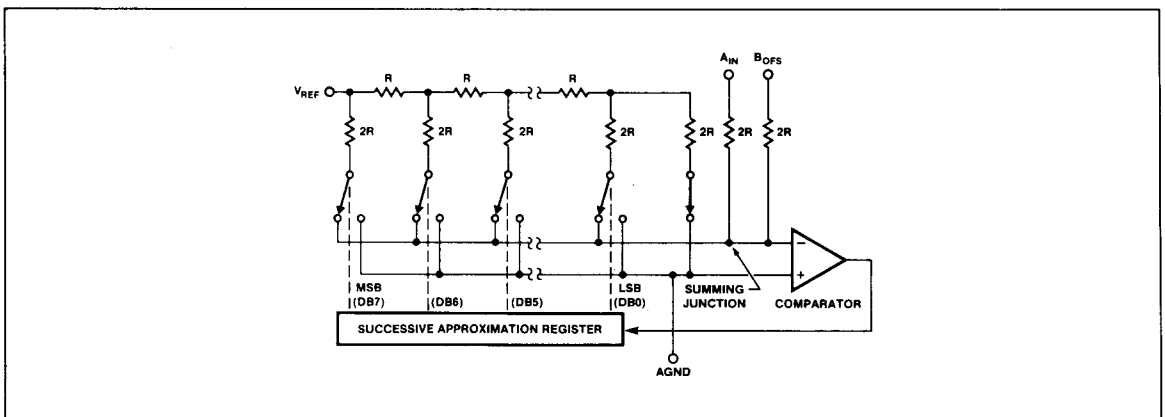 A_IN B_OFS
R R R
V_REF
2R 2R 2R 2R 2R 2R 2R
−
+
MSB (DB7) (DB6) (DB5) LSB (DB0)
SUMMING JUNCTION
COMPARATOR
SUCCESSIVE APPROXIMATION REGISTER
AGND